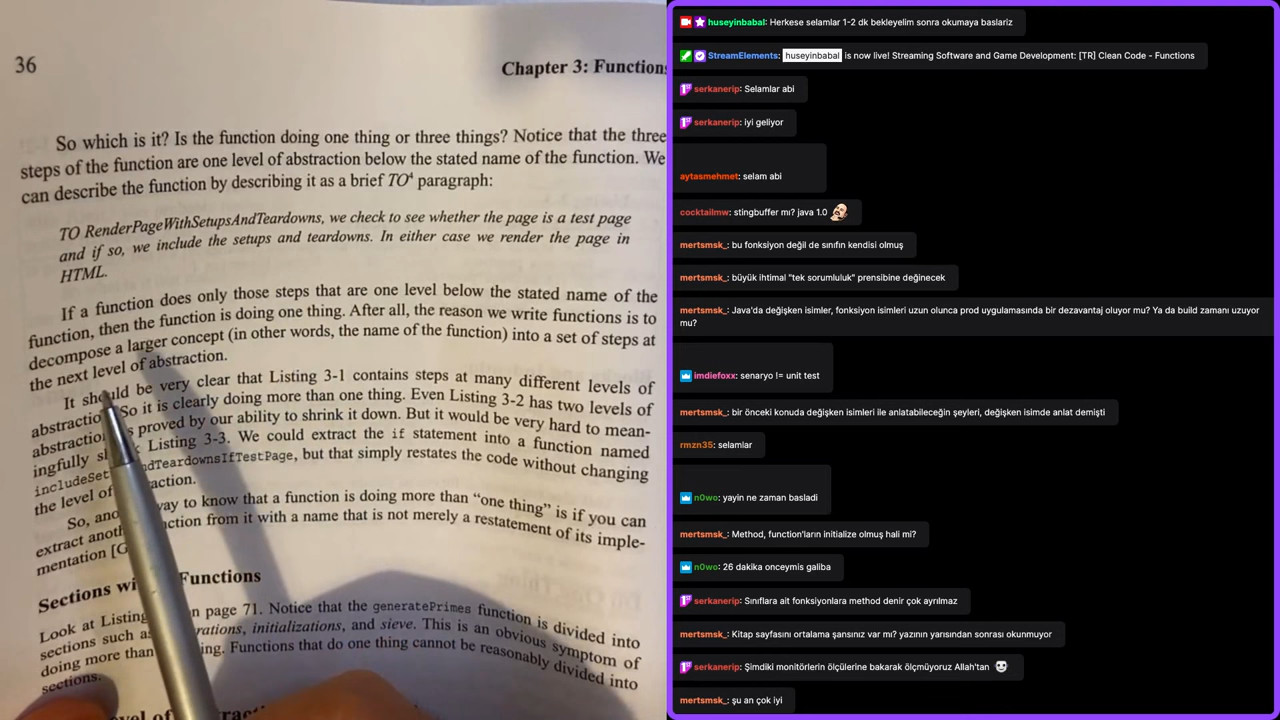 36
Chapter 3: Function
So which is it? Is the function doing one thing or three things? Notice that the three
steps of the function are one level of abstraction below the stated name of the function. We
can describe the function by describing it as a brief TO4 paragraph:
TO RenderPageWithSetupsAndTeardowns, we check to see whether the page is a test page
and if so, we include the setups and teardowns. In either case we render the page in
HTML.
If a function does only those steps that are one level below the stated name of the
function, then the function is doing one thing. After all, the reason we write functions is to
decompose a larger concept (in other words, the name of the function) into a set of steps at
the next level of abstraction.
It should be very clear that Listing 3-1 contains steps at many different levels of
abstractio So it is clearly doing more than one thing. Even Listing 3-2 has two levels of
abstraction s proved by our ability to shrink it down. But it would be very hard to mean-
ingfully sh Listing 3-3. We could extract the if statement into a function named
includeSet ndTeardownsIfTestPage, but that simply restates the code without changing
the level of action.
So, ano way to know that a function is doing more than “one thing” is if you can
extract anoth ction from it with a name that is not merely a restatement of its imple-
mentation [G
Sections wi Functions
Look at Listing n page 71. Notice that the generatePrimes function is divided into
sections such as rations, initializations, and sieve. This is an obvious symptom of
doing more than ing. Functions that do one thing cannot be reasonably divided into
sections.
huseyinbabal: Herkese selamlar 1-2 dk bekleyelim sonra okumaya baslariz
StreamElements: huseyinbabal is now live! Streaming Software and Game Development: [TR] Clean Code - Functions
serkanerip: Selamlar abi
serkanerip: iyi geliyor
aytasmehmet: selam abi
cocktailmw: stingbuffer mı? java 1.0
mertsmsk_: bu fonksiyon değil de sınıfın kendisi olmuş
mertsmsk_: büyük ihtimal "tek sorumluluk" prensibine değinecek
mertsmsk_: Java'da değişken isimler, fonksiyon isimleri uzun olunca prod uygulamasında bir dezavantaj oluyor mu? Ya da build zamanı uzuyor
mu?
imdiefoxx: senaryo != unit test
mertsmsk_: bir önceki konuda değişken isimleri ile anlatabileceğin şeyleri, değişken isimde anlat demişti
rmzn35: selamlar
n0wo: yayin ne zaman basladi
mertsmsk_: Method, function'ların initialize olmuş hali mi?
n0wo: 26 dakika onceymis galiba
serkanerip: Sınıflara ait fonksiyonlara method denir çok ayrılmaz
mertsmsk_: Kitap sayfasını ortalama şansınız var mı? yazının yarısından sonrası okunmuyor
serkanerip: Şimdiki monitörlerin ölçülerine bakarak ölçmüyoruz Allah'tan
mertsmsk_: şu an çok iyi